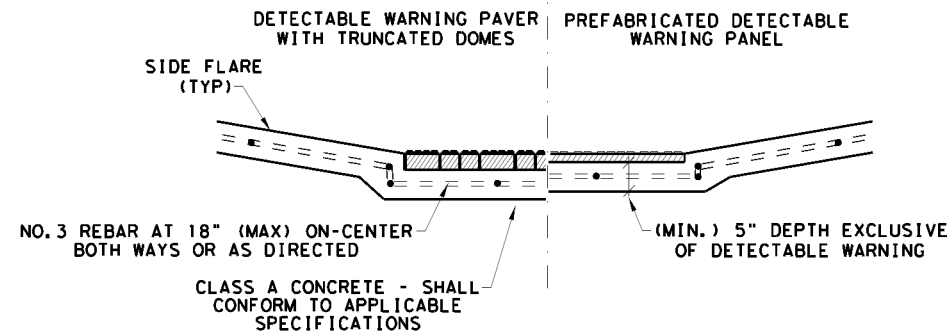 DETECTABLE WARNING PAVER
WITH TRUNCATED DOMES
PREFABRICATED DETECTABLE
WARNING PANEL
SIDE FLARE
(TYP)
NO.3 REBAR AT 18" (MAX) ON-CENTER
BOTH WAYS OR AS DIRECTED
(MIN.) 5" DEPTH EXCLUSIVE
OF DETECTABLE WARNING
CLASS A CONCRETE - SHALL
CONFORM TO APPLICABLE
SPECIFICATIONS